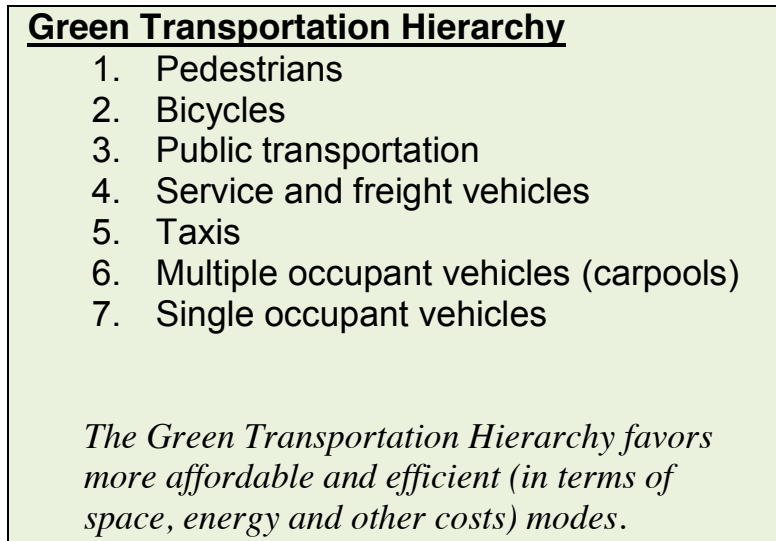 Green Transportation Hierarchy
1. Pedestrians
2. Bicycles
3. Public transportation
4. Service and freight vehicles
5. Taxis
6. Multiple occupant vehicles (carpools)
7. Single occupant vehicles
The Green Transportation Hierarchy favors
more affordable and efficient (in terms of
space, energy and other costs) modes.